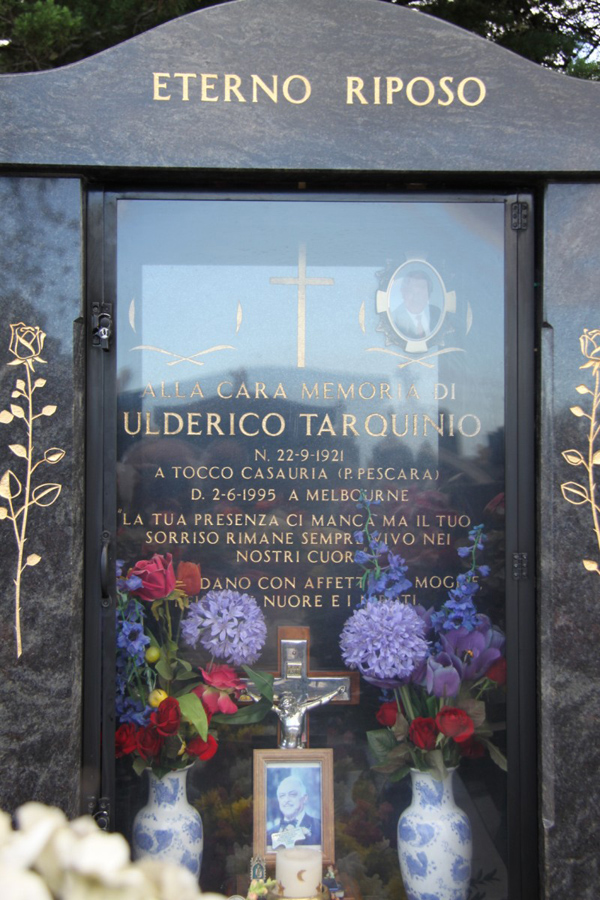 ETERNO RIPOSO
ALLA CARA MEMORIA DI
ULDERICO TARQUINIO
N. 22-9-1921
A TOCCO CASAURIA (P. PESCARA)
D. 2-6-1995 A MELBOURNE
"LA TUA PRESENZA CI MANCA MA IL TUO
SORRISO RIMANE SEMPRE VIVO NEI
NOSTRI CUORI
DANO CON AFFETTO MOGLIE
NUORE E I